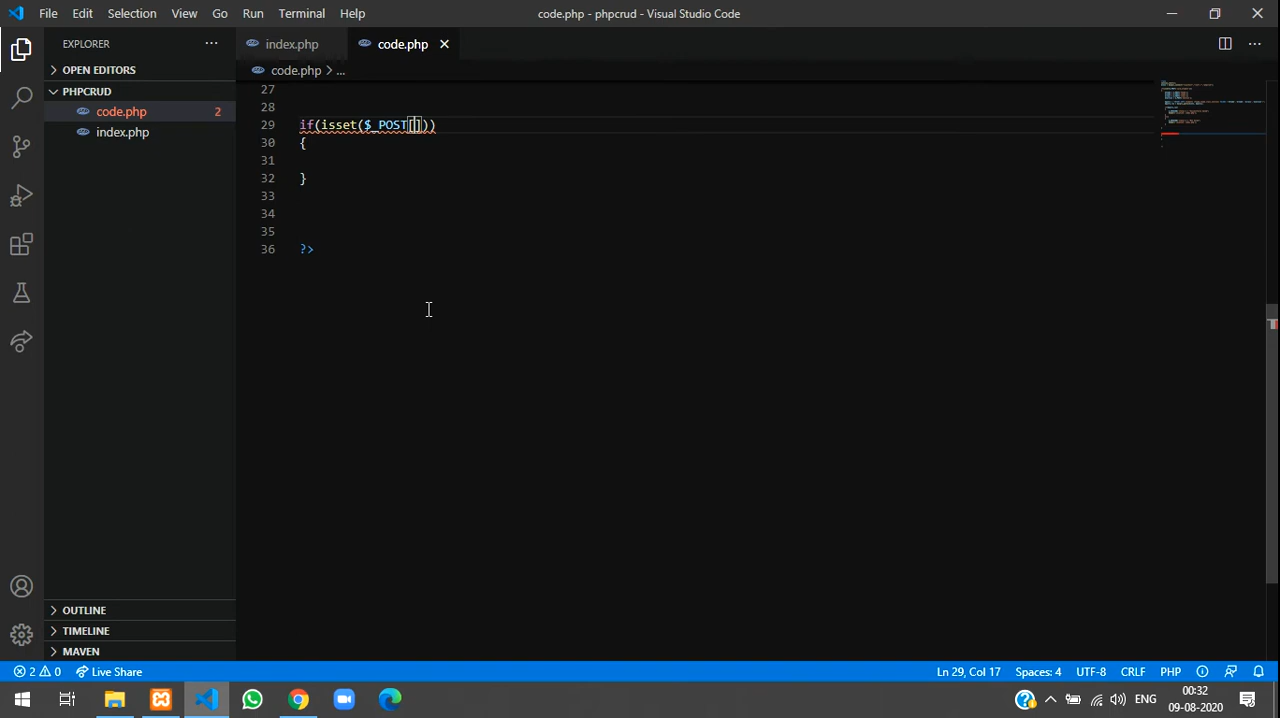 File Edit Selection View Go Run Terminal Help
code.php - phpcrud - Visual Studio Code
EXPLORER
index.php
code.php
OPEN EDITORS
code.php > ...
PHPCRUD
code.php 2
index.php
27
28
29 if(isset($_POST[]))
30 {
31
32 }
33
34
35
36 ?>
OUTLINE
TIMELINE
MAVEN
2 0 Live Share
Ln 29, Col 17 Spaces: 4 UTF-8 CRLF PHP
ENG
00:32
09-08-2020